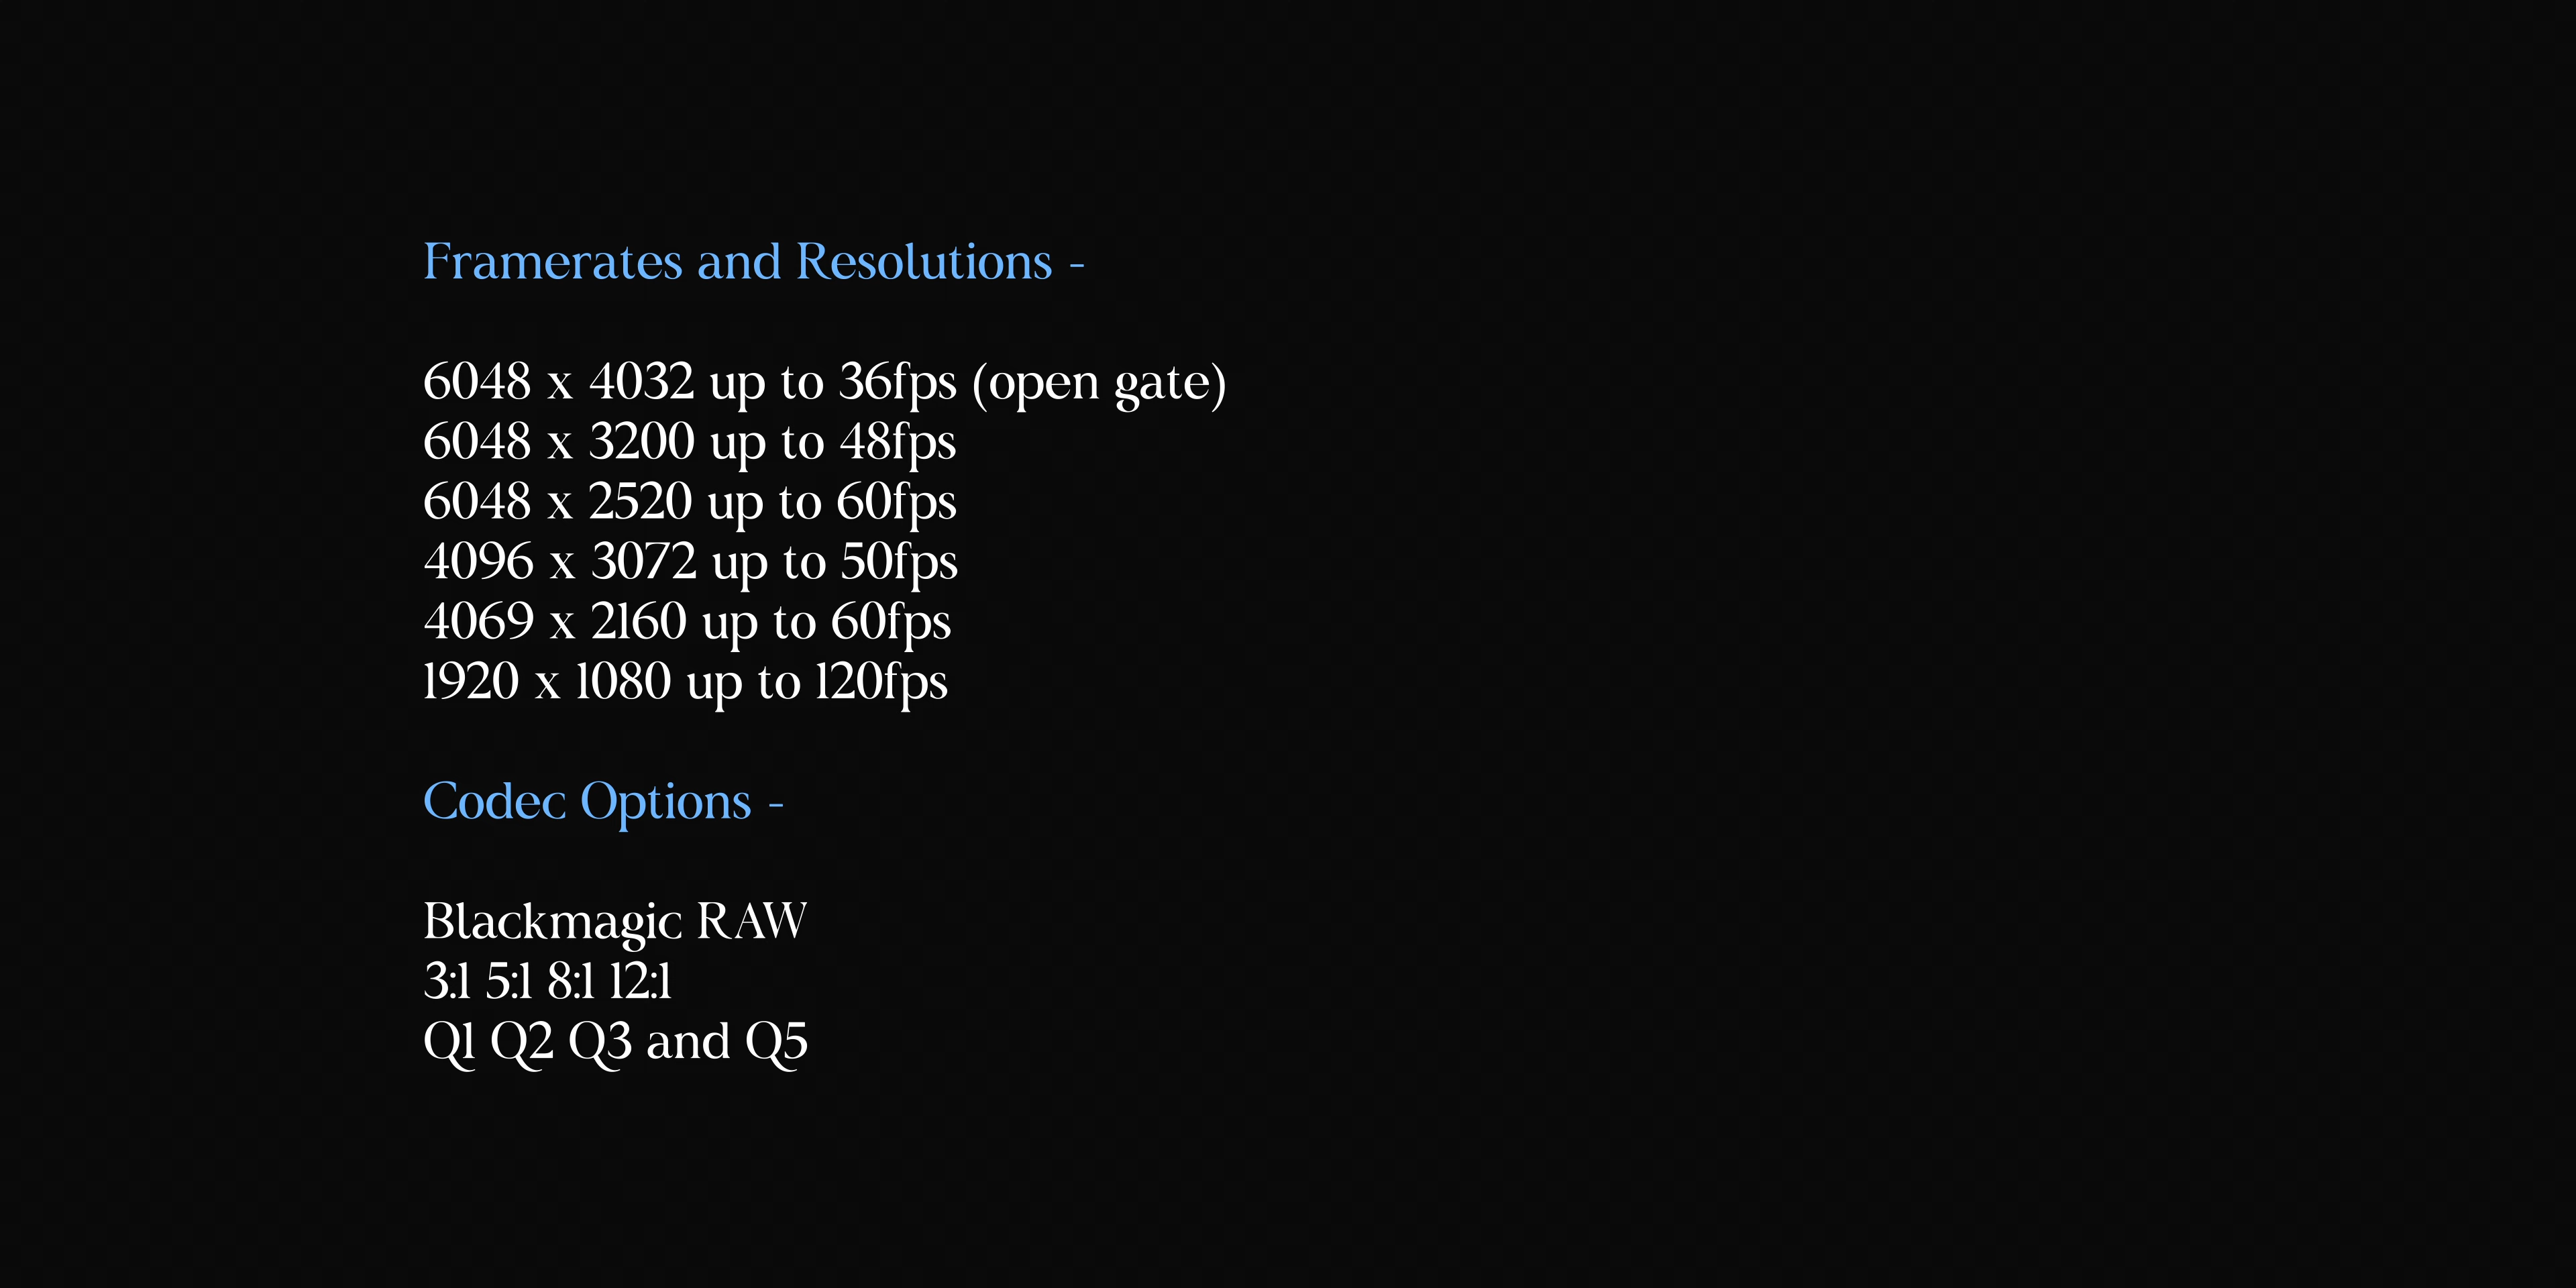 Framerates and Resolutions -
6048 x 4032 up to 36fps (open gate)
6048 x 3200 up to 48fps
6048 x 2520 up to 60fps
4096 x 3072 up to 50fps
4069 x 2160 up to 60fps
1920 x 1080 up to 120fps
Codec Options -
Blackmagic RAW
3:1 5:1 8:1 12:1
Q1 Q2 Q3 and Q5